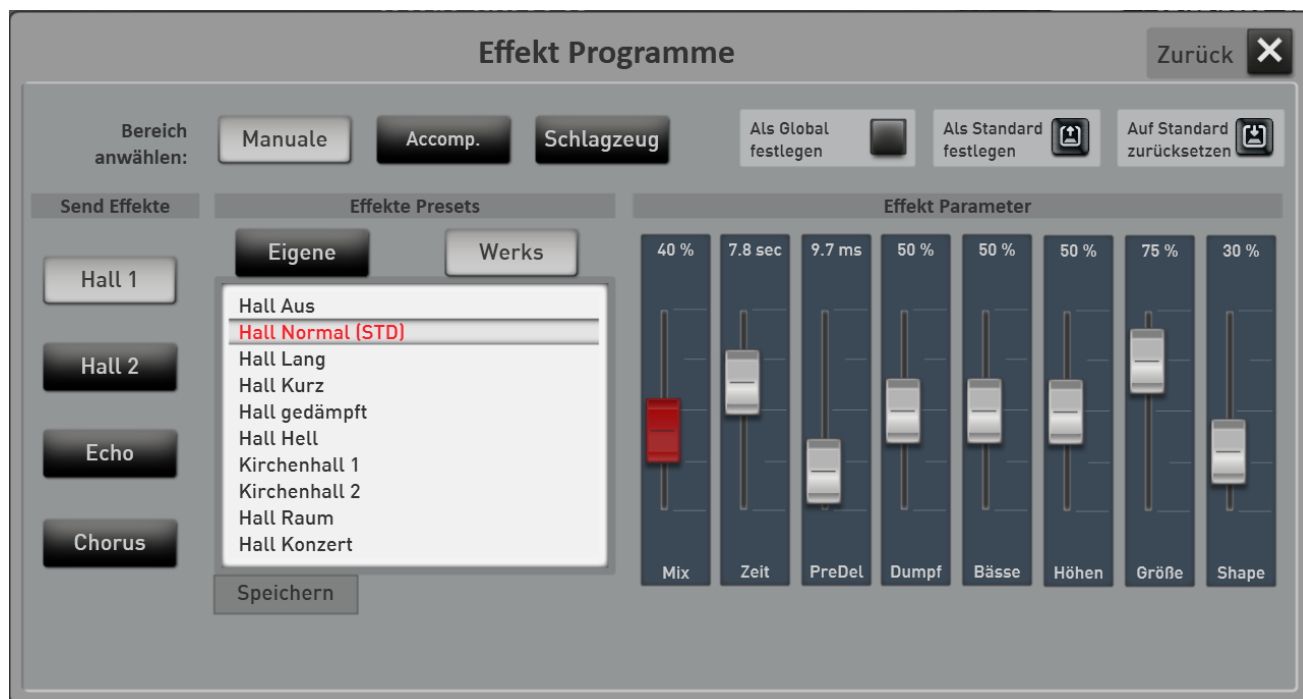 Effekt Programme
Zurück
Bereich
anwählen:
Manuale
Accomp.
Schlagzeug
Als Global
festlegen
Als Standard
festlegen
Auf Standard
zurücksetzen
Send Effekte
Effekte Presets
Effekt Parameter
Hall 1
Hall 2
Echo
Chorus
Eigene
Werks
Hall Aus
Hall Normal (STD)
Hall Lang
Hall Kurz
Hall gedämpft
Hall Hell
Kirchenhall 1
Kirchenhall 2
Hall Raum
Hall Konzert
Speichern
40 % 7.8 sec 9.7 ms 50 % 50 % 50 % 75 % 30 %
Mix Zeit PreDel Dumpf Bässe Höhen Größe Shape